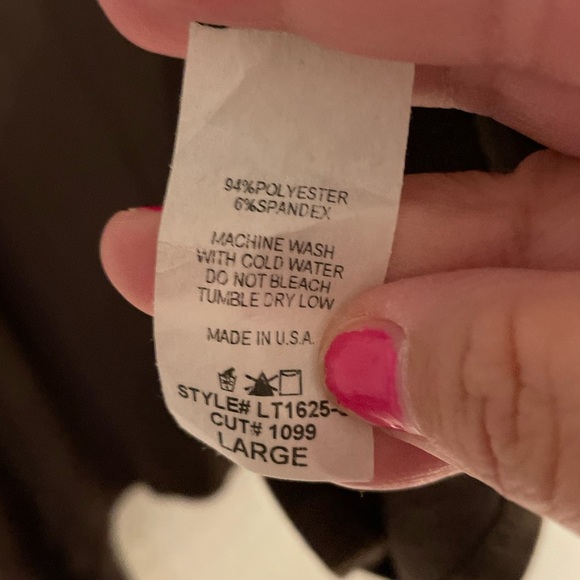 94%POLYESTER
6%SPANDEX
MACHINE WASH
WITH COLD WATER
DO NOT BLEACH
TUMBLE DRY LOW
MADE IN U.S.A.
STYLE# LT1625-
CUT# 1099
LARGE